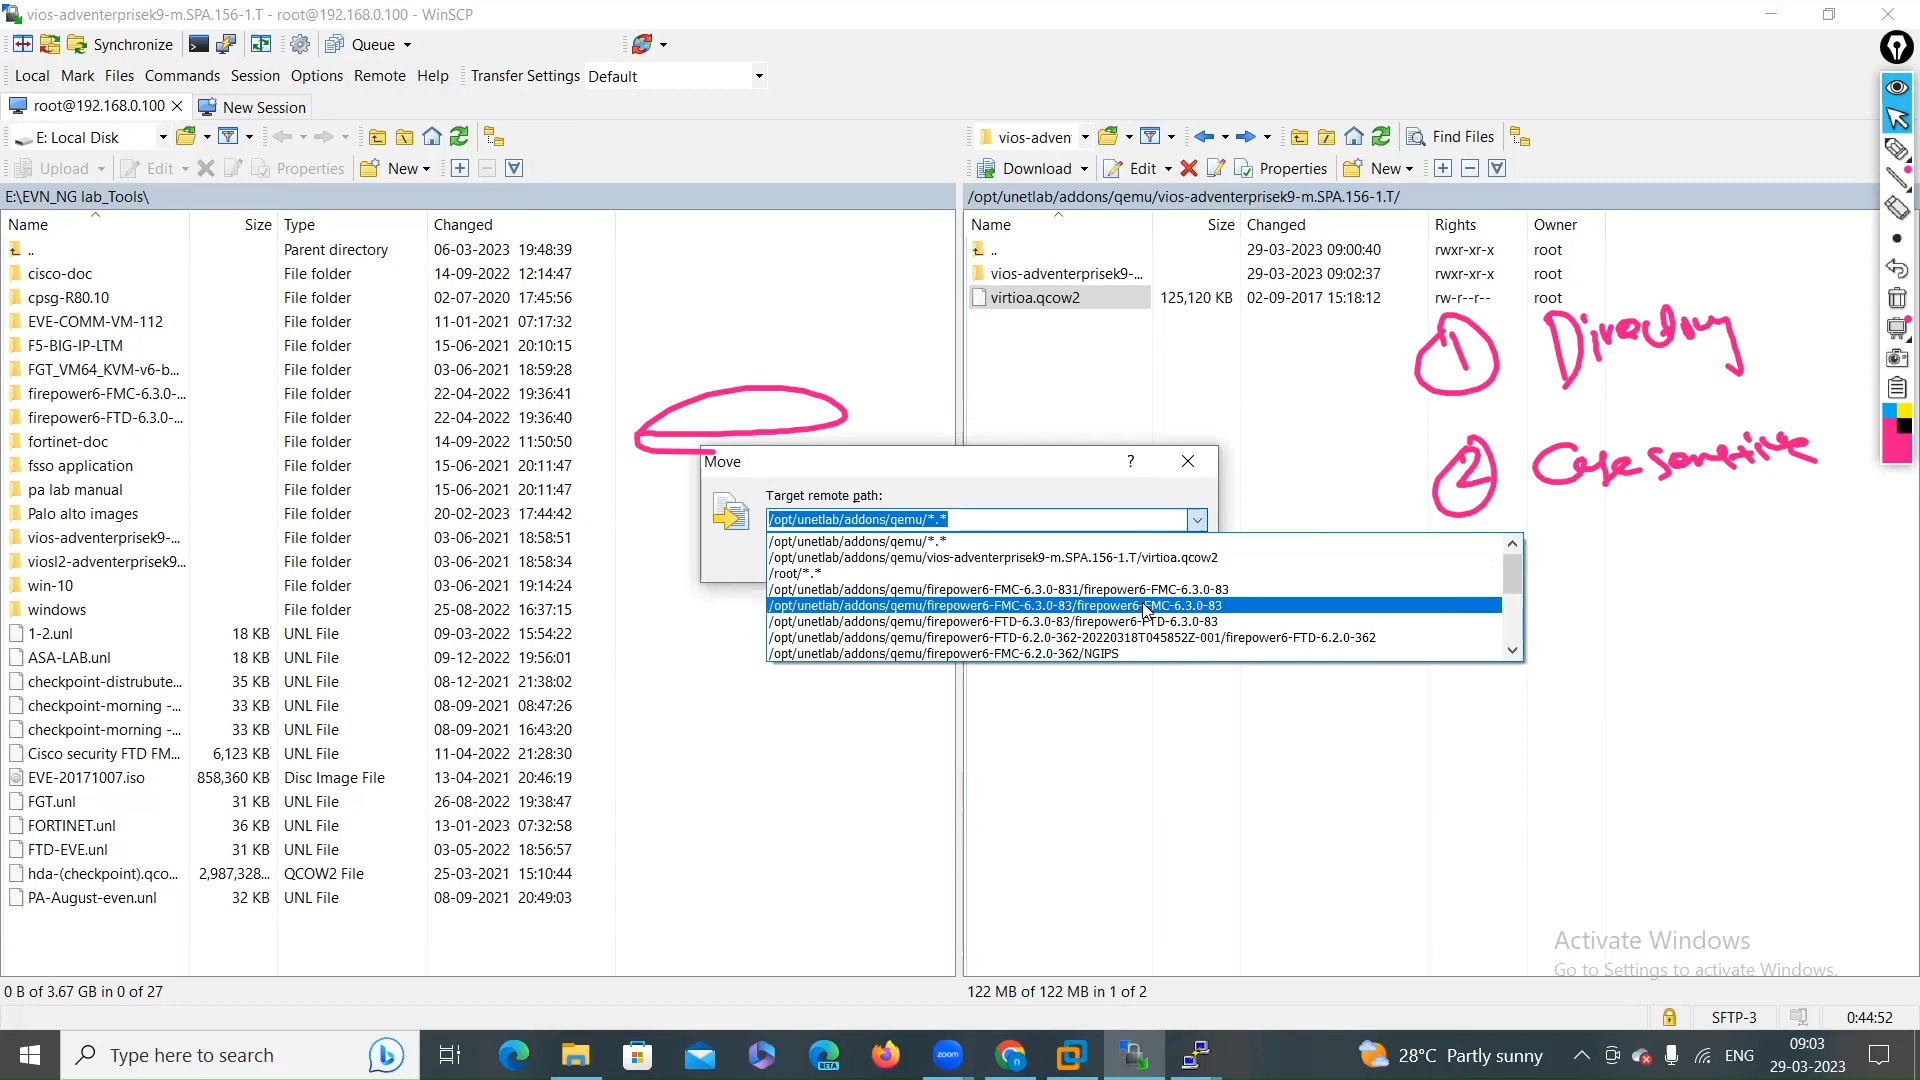 vios-adventerprisek9-m.SPA.156-1.T - root@192.168.0.100 - WinSCP
Synchronize Queue
Local Mark Files Commands Session Options Remote Help Transfer Settings Default
root@192.168.0.100 New Session
E: Local Disk
Upload Edit Properties New
E:\EVN_NG lab_Tools\
Name Size Type Changed
.. Parent directory 06-03-2023 19:48:39
cisco-doc File folder 14-09-2022 12:14:47
cpsg-R80.10 File folder 02-07-2020 17:45:56
EVE-COMM-VM-112 File folder 11-01-2021 07:17:32
F5-BIG-IP-LTM File folder 15-06-2021 20:10:15
FGT_VM64_KVM-v6-b... File folder 03-06-2021 18:59:28
firepower6-FMC-6.3.0-... File folder 22-04-2022 19:36:41
firepower6-FTD-6.3.0-... File folder 22-04-2022 19:36:40
fortinet-doc File folder 14-09-2022 11:50:50
fsso application File folder 15-06-2021 20:11:47
pa lab manual File folder 15-06-2021 20:11:47
Palo alto images File folder 20-02-2023 17:44:42
vios-adventerprisek9-... File folder 03-06-2021 18:58:51
viosl2-adventerprisek9... File folder 03-06-2021 18:58:34
win-10 File folder 03-06-2021 19:14:24
windows File folder 25-08-2022 16:37:15
1-2.unl 18 KB UNL File 09-03-2022 15:54:22
ASA-LAB.unl 18 KB UNL File 09-12-2022 19:56:01
checkpoint-distrubute... 35 KB UNL File 08-12-2021 21:38:02
checkpoint-morning -... 33 KB UNL File 08-09-2021 08:47:26
checkpoint-morning -... 33 KB UNL File 08-09-2021 16:43:20
Cisco security FTD FM... 6,123 KB UNL File 11-04-2022 21:28:30
EVE-20171007.iso 858,360 KB Disc Image File 13-04-2021 20:46:19
FGT.unl 31 KB UNL File 26-08-2022 19:38:47
FORTINET.unl 36 KB UNL File 13-01-2023 07:32:58
FTD-EVE.unl 31 KB UNL File 03-05-2022 18:56:57
hda-(checkpoint).qco... 2,987,328... QCOW2 File 25-03-2021 15:10:44
PA-August-even.unl 32 KB UNL File 08-09-2021 20:49:03
0 B of 3.67 GB in 0 of 27
vios-adven Find Files
Download Edit Properties New
/opt/unetlab/addons/qemu/vios-adventerprisek9-m.SPA.156-1.T/
Name Size Changed Rights Owner
.. 29-03-2023 09:00:40 rwxr-xr-x root
vios-adventerprisek9-... 29-03-2023 09:02:37 rwxr-xr-x root
virtioa.qcow2 125,120 KB 02-09-2017 15:18:12 rw-r--r-- root
1 Directory
2 Case sensitive
Move ?
Target remote path:
/opt/unetlab/addons/qemu/*.*
/opt/unetlab/addons/qemu/*.*
/opt/unetlab/addons/qemu/vios-adventerprisek9-m.SPA.156-1.T/virtioa.qcow2
/root/*.*
/opt/unetlab/addons/qemu/firepower6-FMC-6.3.0-831/firepower6-FMC-6.3.0-83
/opt/unetlab/addons/qemu/firepower6-FMC-6.3.0-83/firepower6-FMC-6.3.0-83
/opt/unetlab/addons/qemu/firepower6-FTD-6.3.0-83/firepower6-FTD-6.3.0-83
/opt/unetlab/addons/qemu/firepower6-FTD-6.2.0-362-20220318T045852Z-001/firepower6-FTD-6.2.0-362
/opt/unetlab/addons/qemu/firepower6-FMC-6.2.0-362/NGIPS
Activate Windows
Go to Settings to activate Windows.
122 MB of 122 MB in 1 of 2
SFTP-3 0:44:52
Type here to search
BETA
zoom
28°C Partly sunny ENG 09:03
29-03-2023